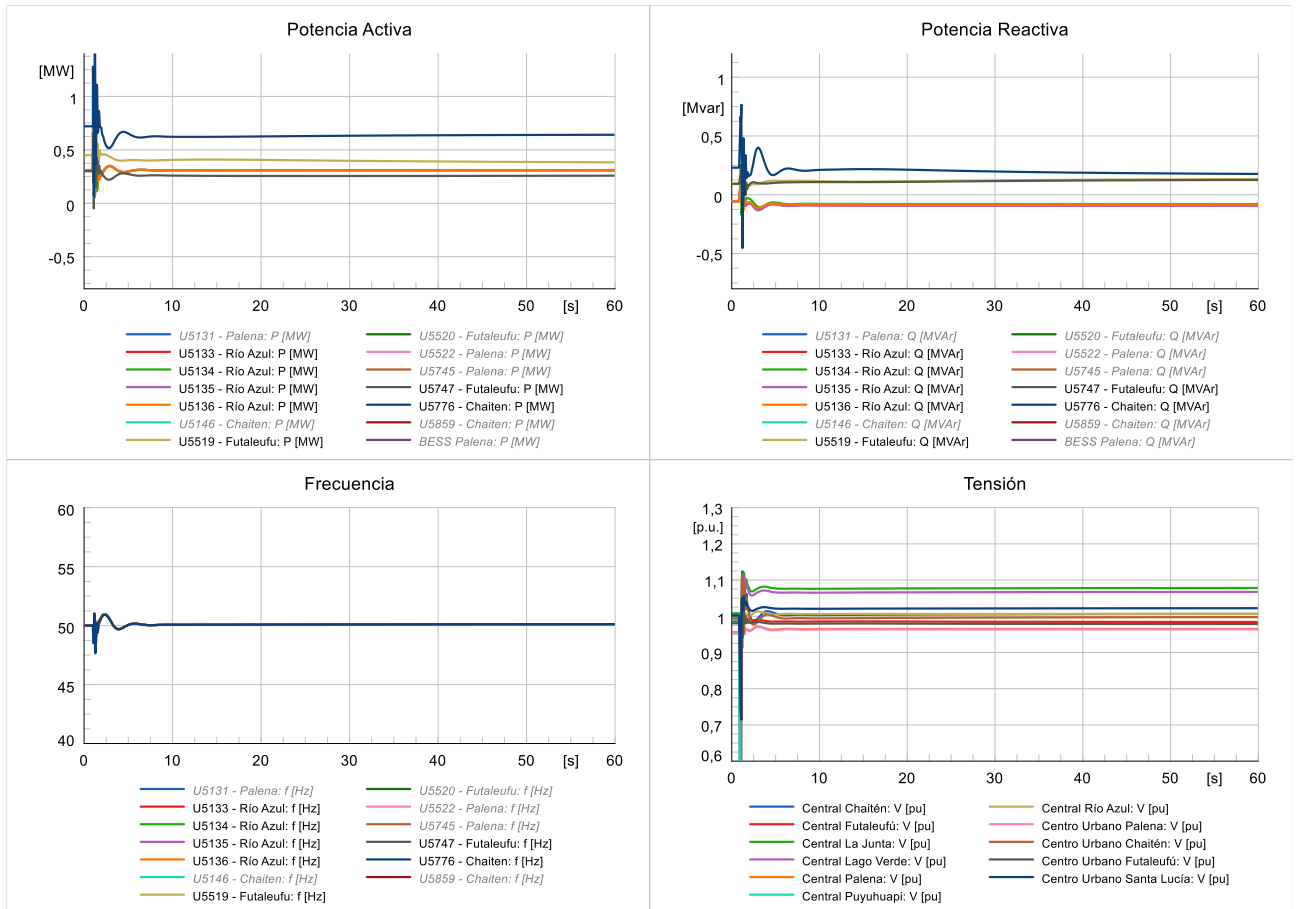 Potencia Activa
[MW]
1
0,5
0
-0,5
0
10
20
30
40
50
[s]
60
U5131 - Palena: P [MW]
U5520 - Futaleufu: P [MW]
U5133 - Río Azul: P [MW]
U5522 - Palena: P [MW]
U5134 - Río Azul: P [MW]
U5745 - Palena: P [MW]
U5135 - Río Azul: P [MW]
U5747 - Futaleufu: P [MW]
U5136 - Río Azul: P [MW]
U5776 - Chaiten: P [MW]
U5146 - Chaiten: P [MW]
U5859 - Chaiten: P [MW]
U5519 - Futaleufu: P [MW]
BESS Palena: P [MW]
Potencia Reactiva
1
[Mvar]
0,5
0
-0,5
0
10
20
30
40
50
[s]
60
U5131 - Palena: Q [MVAr]
U5520 - Futaleufu: Q [MVAr]
U5133 - Río Azul: Q [MVAr]
U5522 - Palena: Q [MVAr]
U5134 - Río Azul: Q [MVAr]
U5745 - Palena: Q [MVAr]
U5135 - Río Azul: Q [MVAr]
U5747 - Futaleufu: Q [MVAr]
U5136 - Río Azul: Q [MVAr]
U5776 - Chaiten: Q [MVAr]
U5146 - Chaiten: Q [MVAr]
U5859 - Chaiten: Q [MVAr]
U5519 - Futaleufu: Q [MVAr]
BESS Palena: Q [MVAr]
Frecuencia
60
55
50
45
40
0
10
20
30
40
50
[s]
60
U5131 - Palena: f [Hz]
U5520 - Futaleufu: f [Hz]
U5133 - Río Azul: f [Hz]
U5522 - Palena: f [Hz]
U5134 - Río Azul: f [Hz]
U5745 - Palena: f [Hz]
U5135 - Río Azul: f [Hz]
U5747 - Futaleufu: f [Hz]
U5136 - Río Azul: f [Hz]
U5776 - Chaiten: f [Hz]
U5146 - Chaiten: f [Hz]
U5859 - Chaiten: f [Hz]
U5519 - Futaleufu: f [Hz]
Tensión
1,3
[p.u.]
1,2
1,1
1
0,9
0,8
0,7
0,6
0
10
20
30
40
50
[s]
60
Central Chaitén: V [pu]
Central Río Azul: V [pu]
Central Futaleufú: V [pu]
Centro Urbano Palena: V [pu]
Central La Junta: V [pu]
Centro Urbano Chaitén: V [pu]
Central Lago Verde: V [pu]
Centro Urbano Futaleufú: V [pu]
Central Palena: V [pu]
Centro Urbano Santa Lucía: V [pu]
Central Puyuhuapi: V [pu]